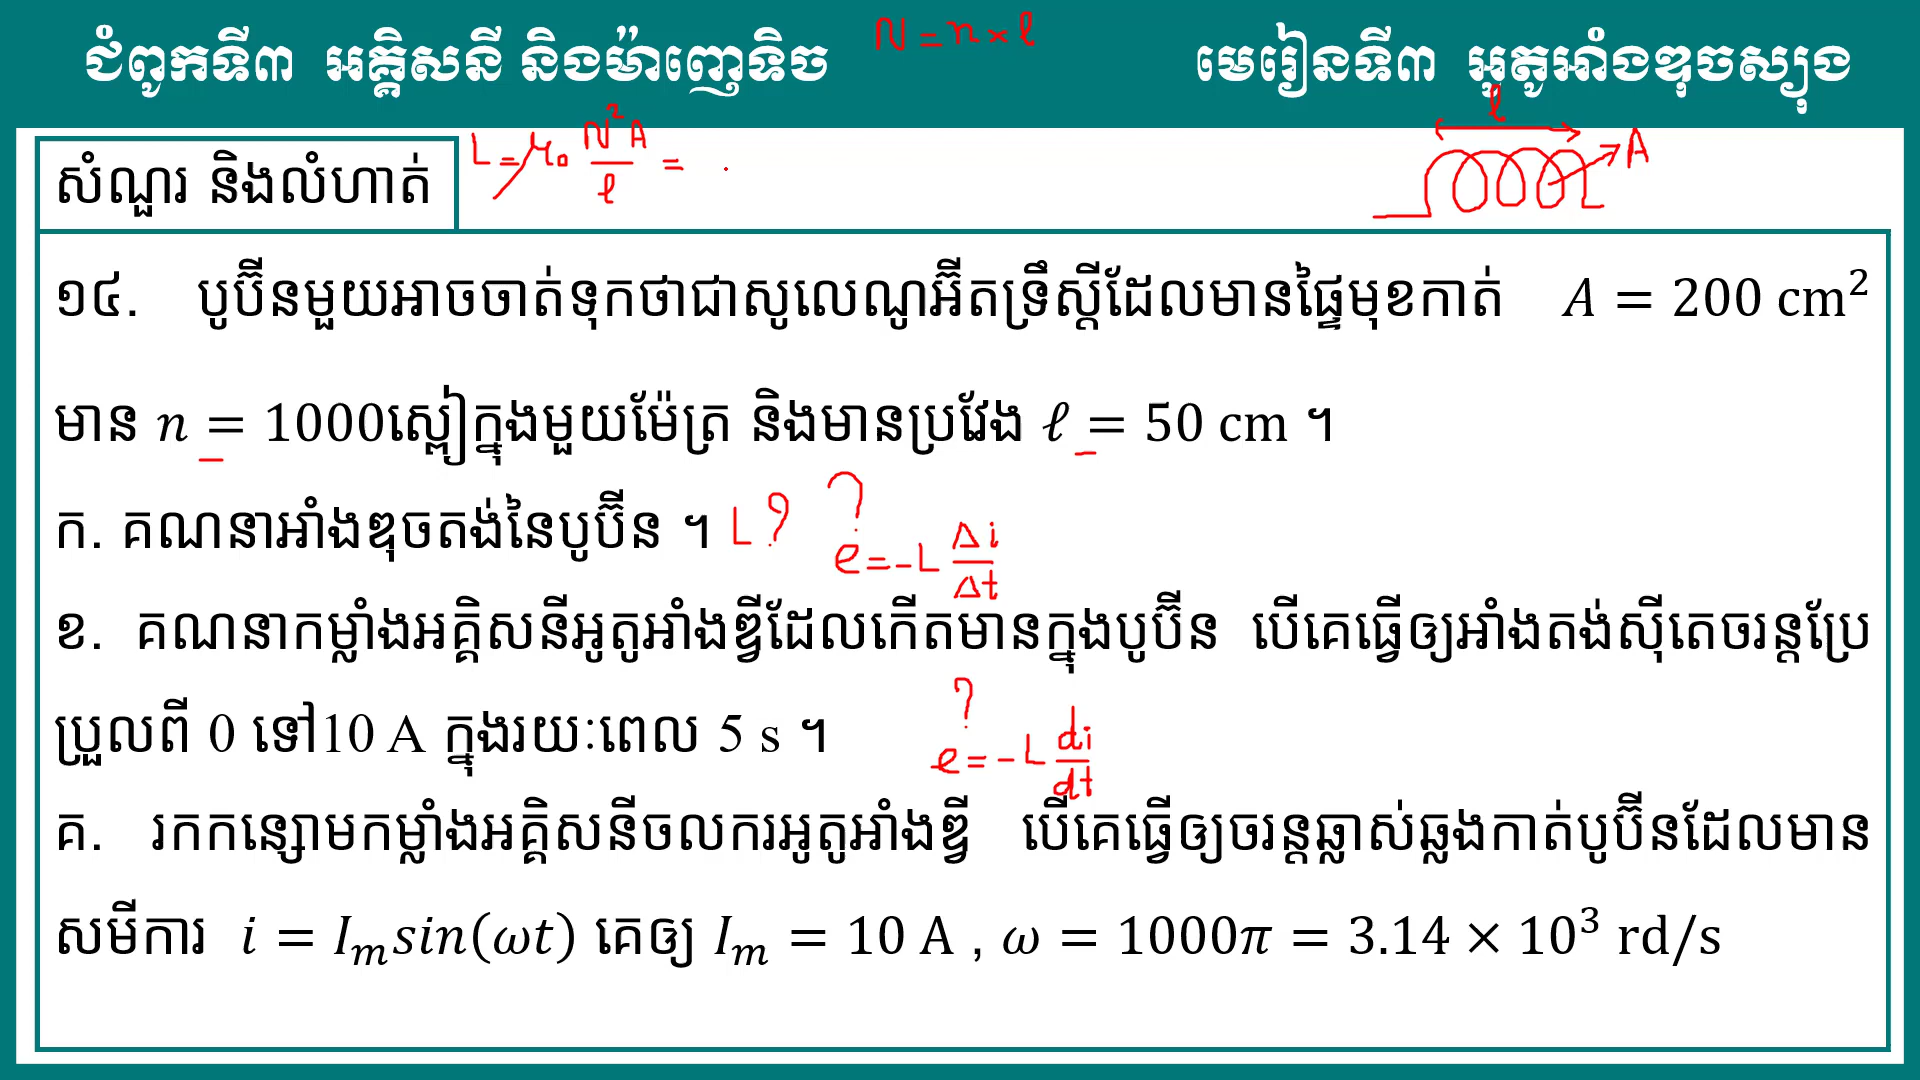 ជំពូកទី៣ អគ្គិសនី និងម៉ាញេទិច N = n × ℓ មេរៀនទី៣ អូតូអាំងឌុចស្យុង
សំណួរ និងលំហាត់ L = μ₀ N²A/ℓ = ℓ A
១៤. បូប៊ីនមួយអាចចាត់ទុកថាជាសូលេណូអ៊ីតទ្រឹស្តីដែលមានផ្ទៃមុខកាត់ A = 200 cm²
មាន n = 1000ស្ពៀក្នុងមួយម៉ែត្រ និងមានប្រវែង ℓ = 50 cm ។
ក. គណនាអាំងឌុចតង់នៃបូប៊ីន ។ L ? ? e = -L Δi/Δt
ខ. គណនាកម្លាំងអគ្គិសនីអូតូអាំងឌ្វីដែលកើតមានក្នុងបូប៊ីន បើគេធ្វើឲ្យអាំងតង់ស៊ីតេចរន្តប្រែ
ប្រួលពី 0 ទៅ10 A ក្នុងរយៈពេល 5 s ។ ? e = -L di/dt
គ. រកកន្សោមកម្លាំងអគ្គិសនីចលករអូតូអាំងឌ្វី បើគេធ្វើឲ្យចរន្តឆ្លាស់ឆ្លងកាត់បូប៊ីនដែលមាន
សមីការ i = Iₘsin(ωt) គេឲ្យ Iₘ = 10 A , ω = 1000π = 3.14 × 10³ rd/s